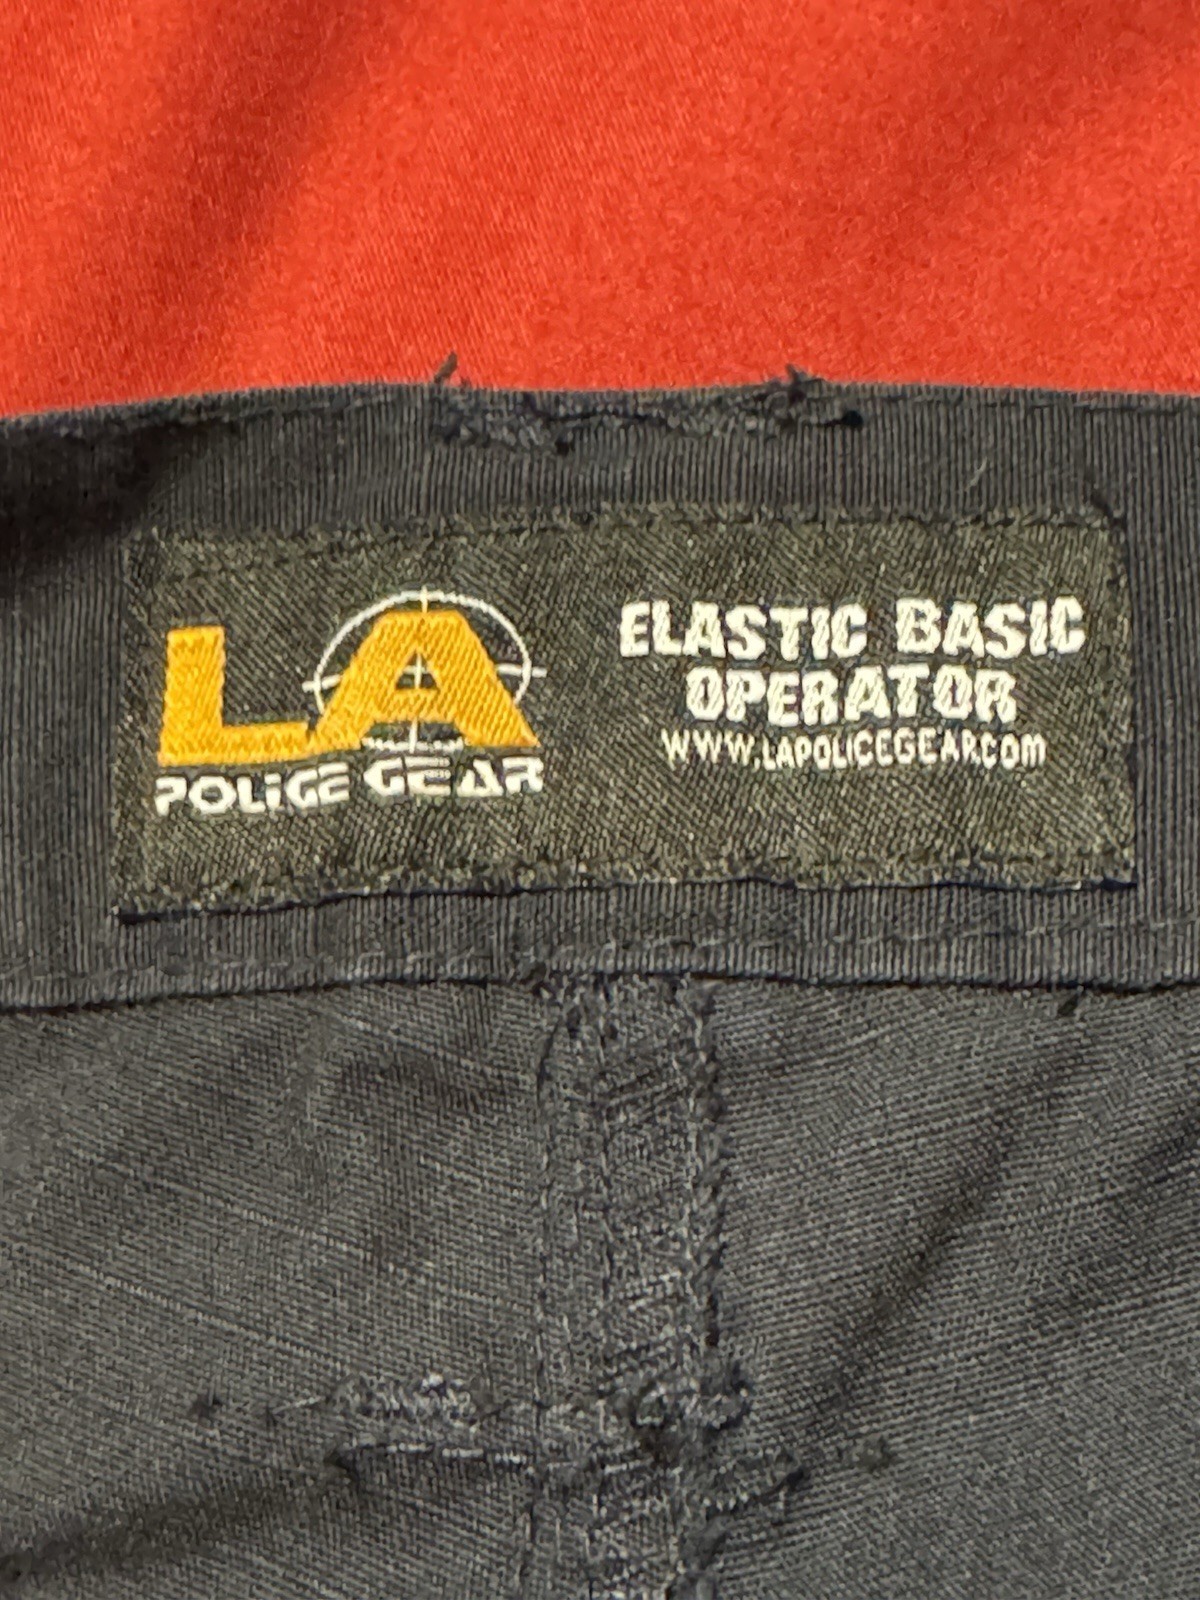 LA
POLICE GEAR
ELASTIC BASIC
OPERATOR
WWW.LAPOLICEGEAR.COM